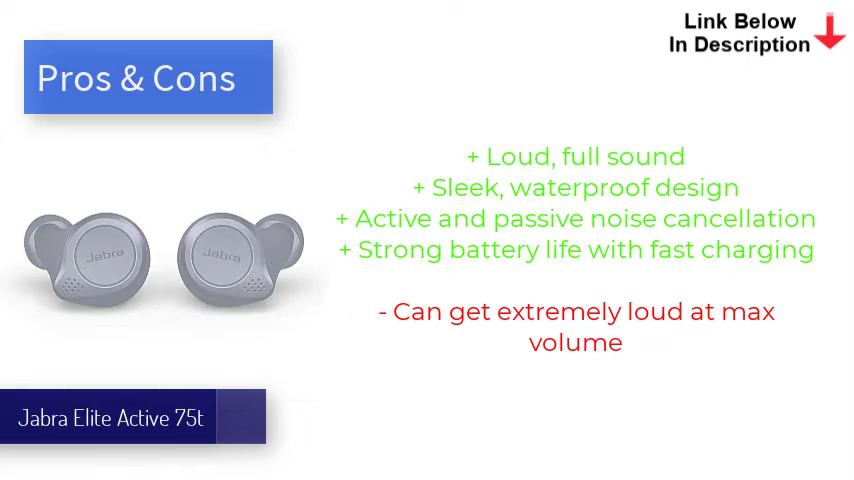 Link Below
In Description
Pros & Cons
+ Loud, full sound
+ Sleek, waterproof design
+ Active and passive noise cancellation
+ Strong battery life with fast charging
- Can get extremely loud at max
volume
Jabra
Jabra
Jabra Elite Active 75t